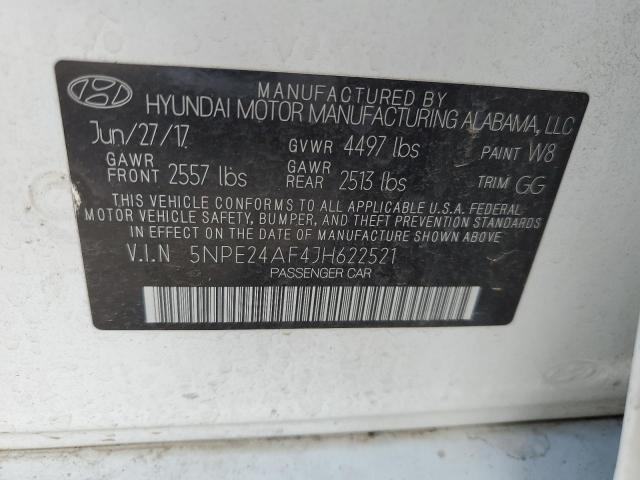 MANUFACTURED BY
HYUNDAI MOTOR MANUFACTURING ALABAMA, LLC
Jun/27/17 GVWR 4497 lbs PAINT W8
GAWR FRONT 2557 lbs GAWR REAR 2513 lbs TRIM GG
THIS VEHICLE CONFORMS TO ALL APPLICABLE U.S.A. FEDERAL
MOTOR VEHICLE SAFETY, BUMPER, AND THEFT PREVENTION STANDARDS
IN EFFECT ON THE DATE OF MANUFACTURE SHOWN ABOVE.
V.I.N 5NPE24AF4JH622521
PASSENGER CAR